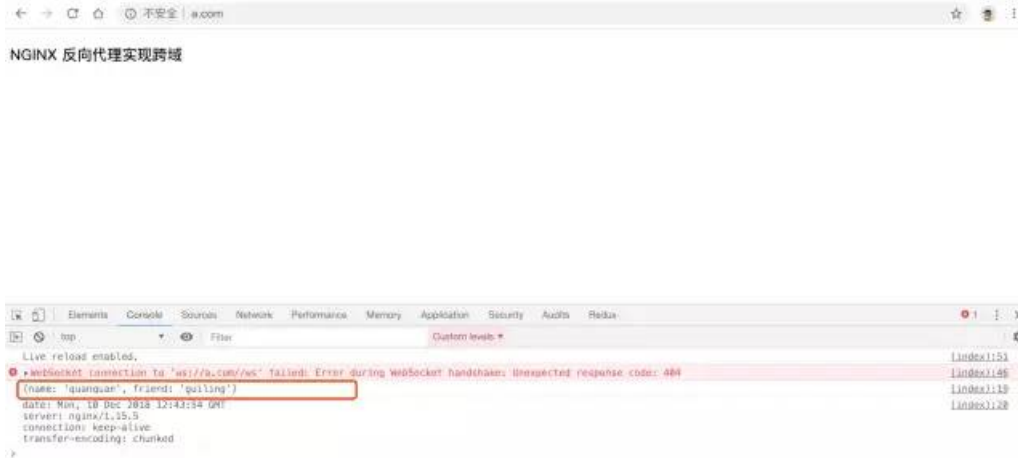 不安全 | a.com
NGINX 反向代理实现跨域
Elements Console Sources Network Performance Memory Application Security Audits Redux 1
top Filter Custom levels
Live reload enabled. (index):51
WebSocket connection to 'ws://a.com//ws' failed: Error during WebSocket handshake: Unexpected response code: 404 (index):46
{name: 'quanquan', friend: 'guiling'} (index):19
date: Mon, 10 Dec 2018 12:43:54 GMT (index):20
server: nginx/1.15.5
connection: keep-alive
transfer-encoding: chunked